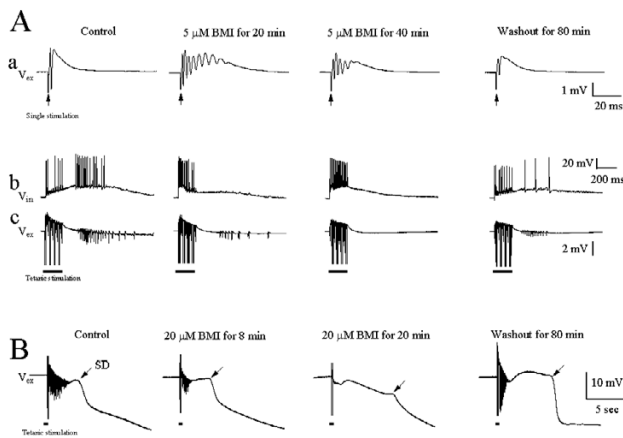 A
Control
5 µM BMI for 20 min
5 µM BMI for 40 min
Washout for 80 min
a
Vex
1 mV
20 ms
Single stimulation
b
Vin
20 mV
200 ms
c
Vex
2 mV
Tetanic stimulation
B
Control
20 µM BMI for 8 min
20 µM BMI for 20 min
Washout for 80 min
SD
Vex
10 mV
5 sec
Tetanic stimulation